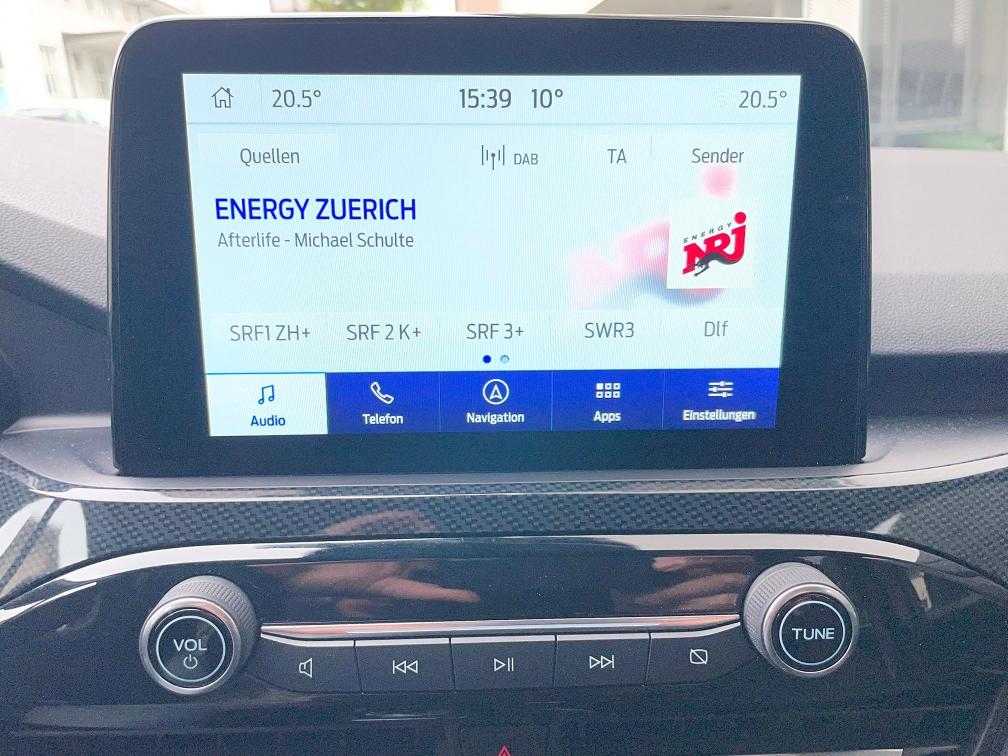 20.5° 15:39 10° 20.5°
Quellen DAB TA Sender
ENERGY ZUERICH
Afterlife - Michael Schulte
ENERGY
NRJ
SRF1 ZH+ SRF 2 K+ SRF 3+ SWR3 Dlf
Audio Telefon Navigation Apps Einstellungen
VOL TUNE